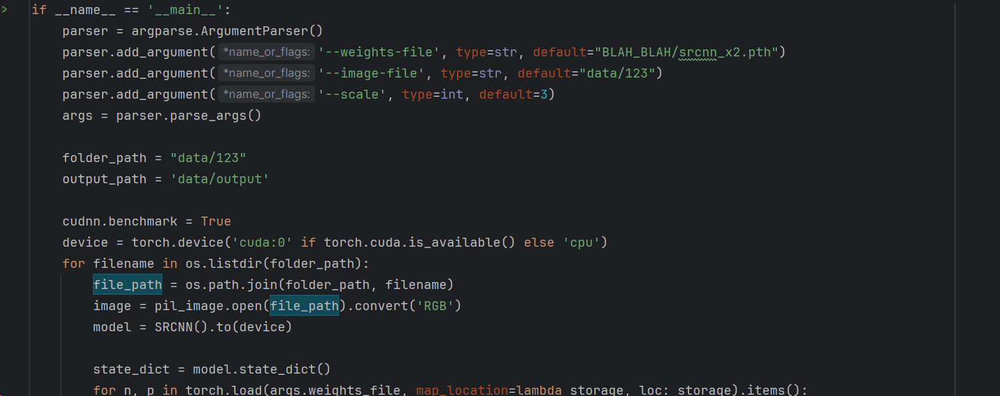 if __name__ == '__main__':
    parser = argparse.ArgumentParser()
    parser.add_argument( *name_or_flags: '--weights-file', type=str, default="BLAH_BLAH/srcnn_x2.pth")
    parser.add_argument( *name_or_flags: '--image-file', type=str, default="data/123")
    parser.add_argument( *name_or_flags: '--scale', type=int, default=3)
    args = parser.parse_args()
    folder_path = "data/123"
    output_path = 'data/output'
    cudnn.benchmark = True
    device = torch.device('cuda:0' if torch.cuda.is_available() else 'cpu')
    for filename in os.listdir(folder_path):
        file_path = os.path.join(folder_path, filename)
        image = pil_image.open(file_path).convert('RGB')
        model = SRCNN().to(device)
        state_dict = model.state_dict()
        for n, p in torch.load(args.weights_file, map_location=lambda storage, loc: storage).items():